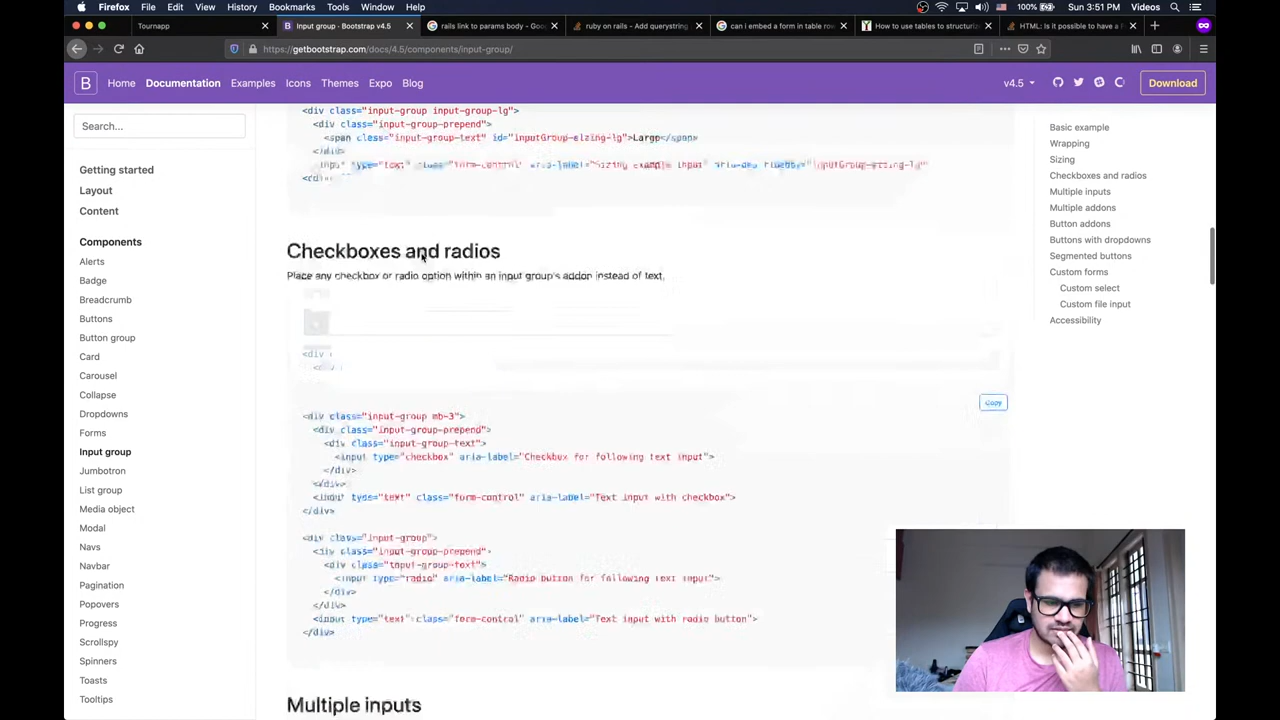 Firefox File Edit View History Bookmarks Tools Window Help 100% Sun 3:51 PM Videos
Tournapp
Input group · Bootstrap v4.5
rails link to params body - Goo
ruby on rails - Add querystring
can i embed a form in table row
How to use tables to structuriz
HTML: Is it possible to have a F
https://getbootstrap.com/docs/4.5/components/input-group/
B Home Documentation Examples Icons Themes Expo Blog v4.5 Download
Search...
Getting started
Layout
Content
Components
Alerts
Badge
Breadcrumb
Buttons
Button group
Card
Carousel
Collapse
Dropdowns
Forms
Input group
Jumbotron
List group
Media object
Modal
Navs
Navbar
Pagination
Popovers
Progress
Scrollspy
Spinners
Toasts
Tooltips
<div class="input-group input-group-lg">
<div class="input-group-prepend">
<span class="input-group-text" id="inputGroup-sizing-lg">Large</span>
</div>
Checkboxes and radios
Place any checkbox or radio option within an input group's addon instead of text.
<div
Copy
<div class="input-group mb-3">
<div class="input-group-prepend">
<div class="input-group-text">
<input type="checkbox" aria-label="Checkbox for following text input">
</div>
</div>
<input type="text" class="form-control" aria-label="Text input with checkbox">
</div>
<div class="input-group">
<div class="input-group-prepend">
<div class="input-group-text">
<input type="radio" aria-label="Radio button for following text input">
</div>
</div>
<input type="text" class="form-control" aria-label="Text input with radio button">
</div>
Multiple inputs
Basic example
Wrapping
Sizing
Checkboxes and radios
Multiple inputs
Multiple addons
Button addons
Buttons with dropdown
Segmented buttons
Custom forms
Custom select
Custom file input
Accessibility